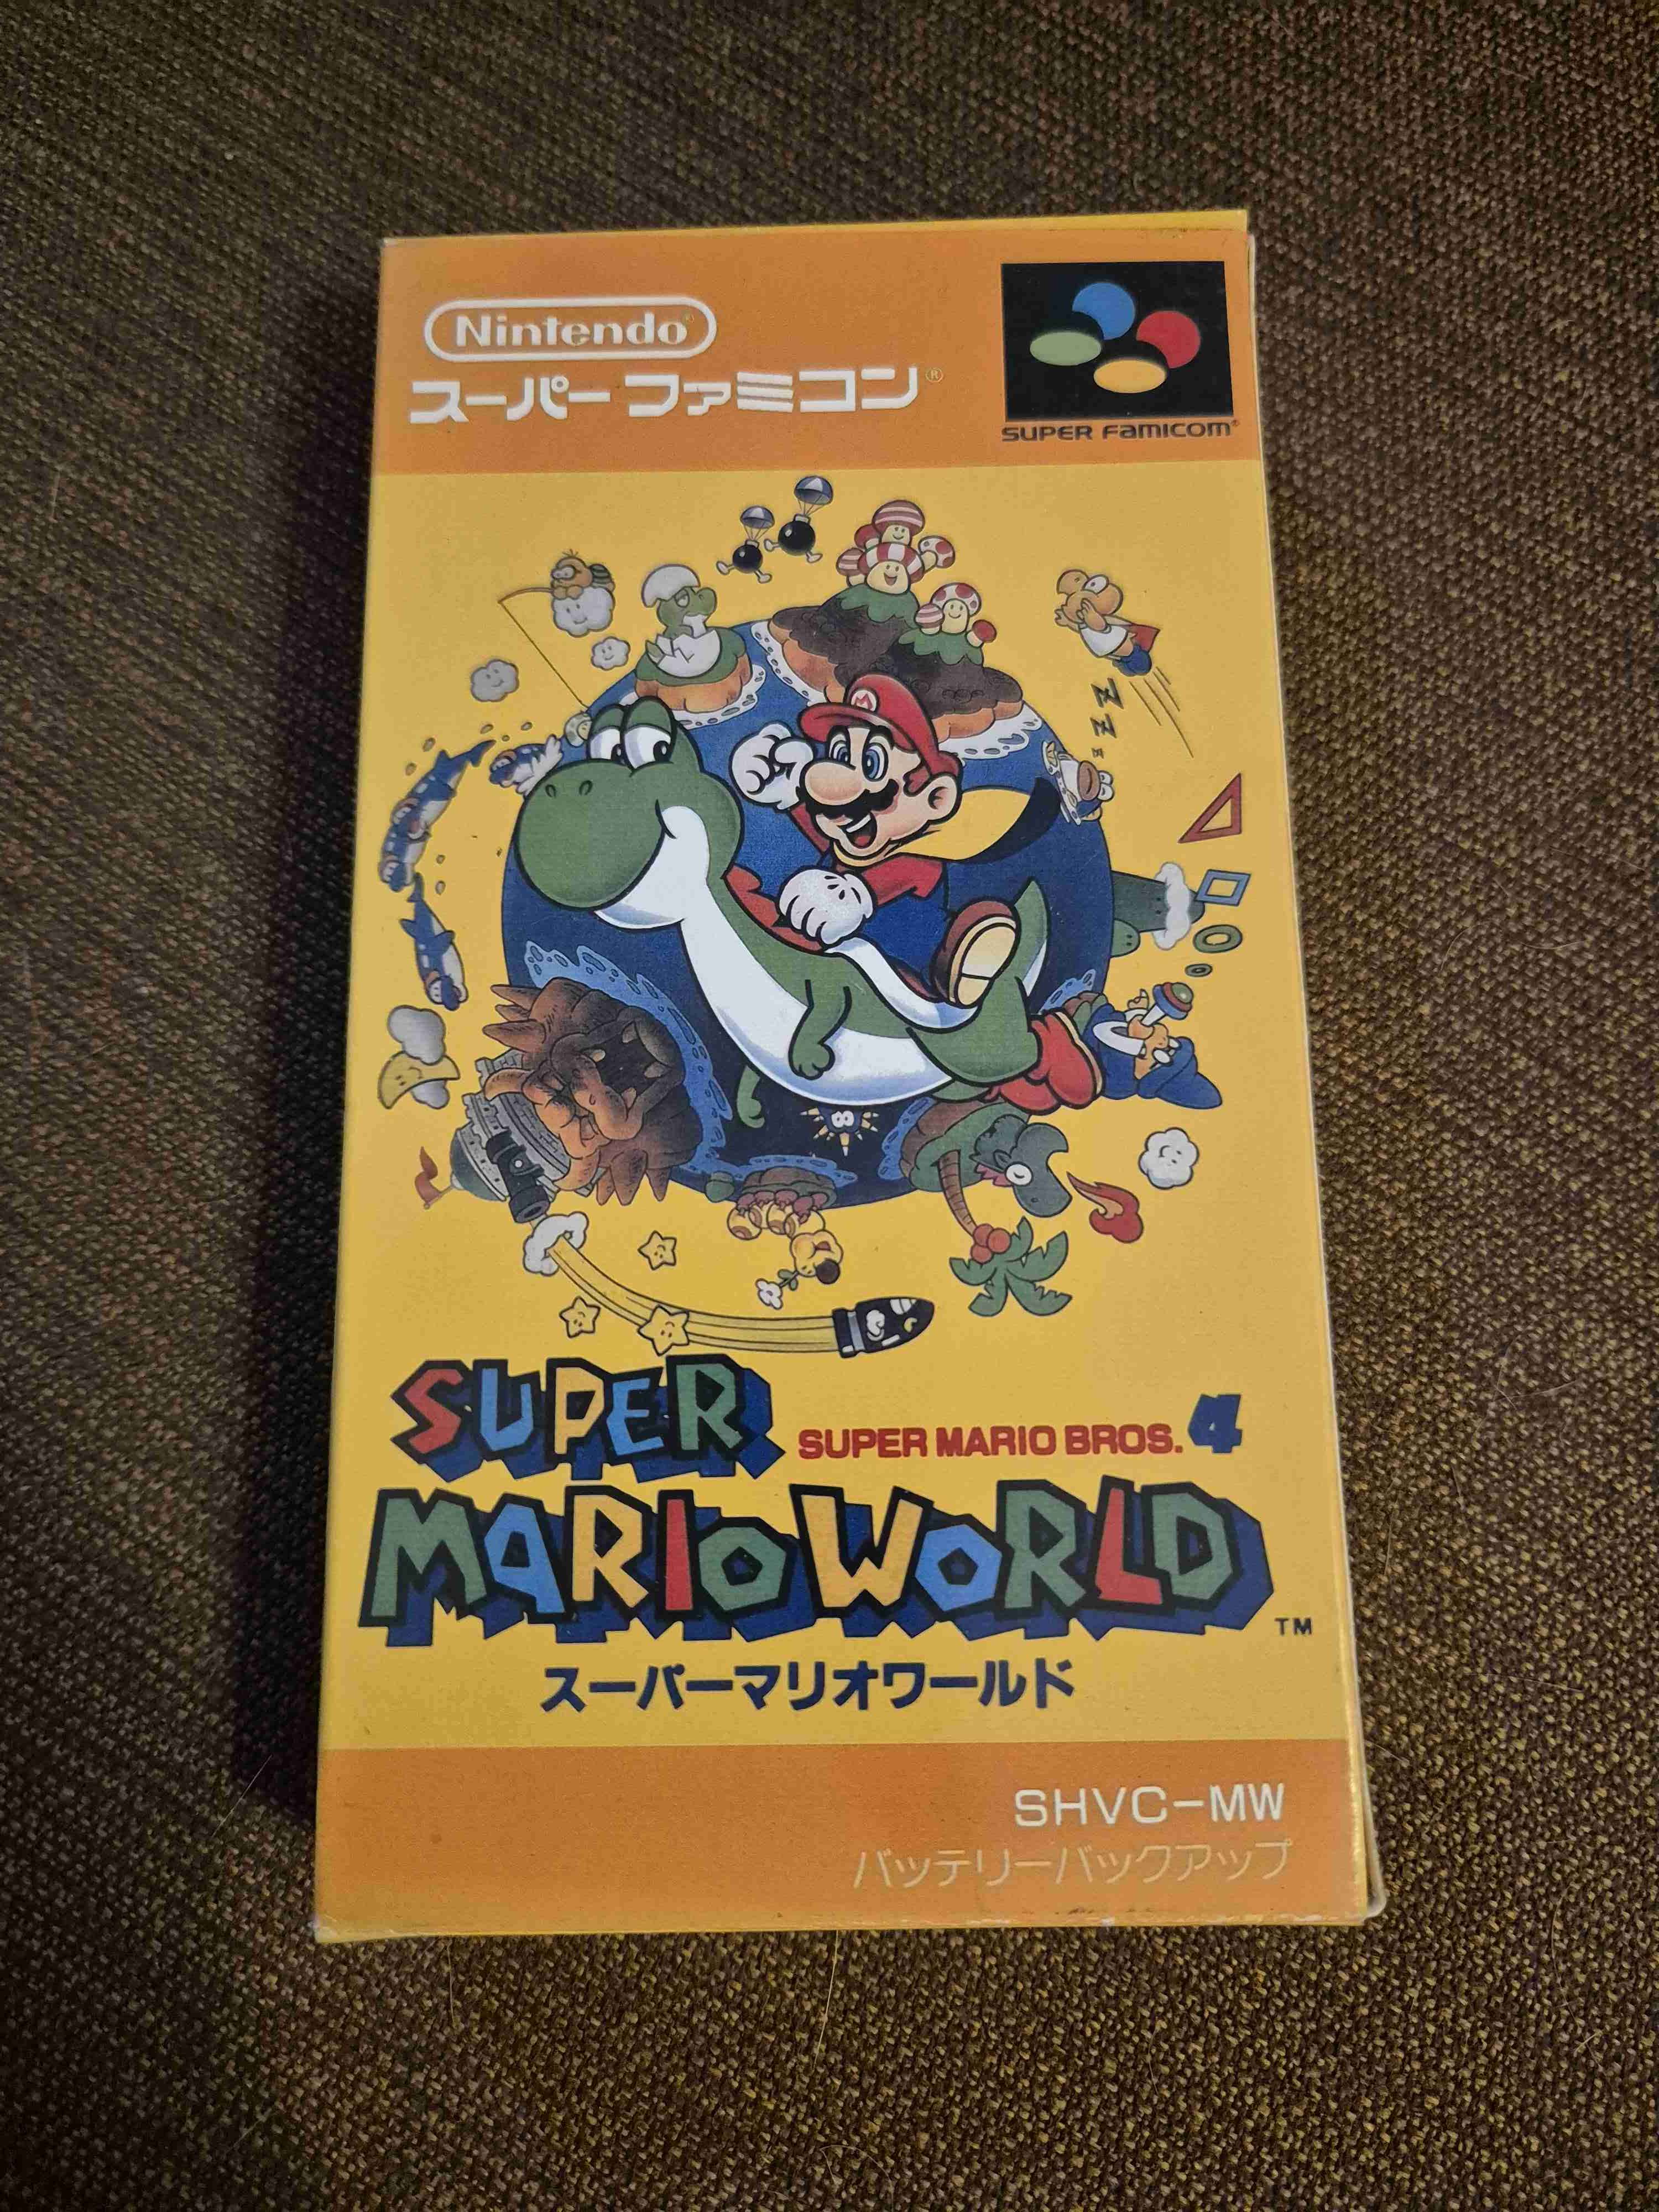 Nintendo®
スーパーファミコン®
SUPER FAMICOM®
M
ZZZ
SUPER
SUPER MARIO BROS. 4
MARIO WORLD™
スーパーマリオワールド
SHVC-MW
バッテリーバックアップ